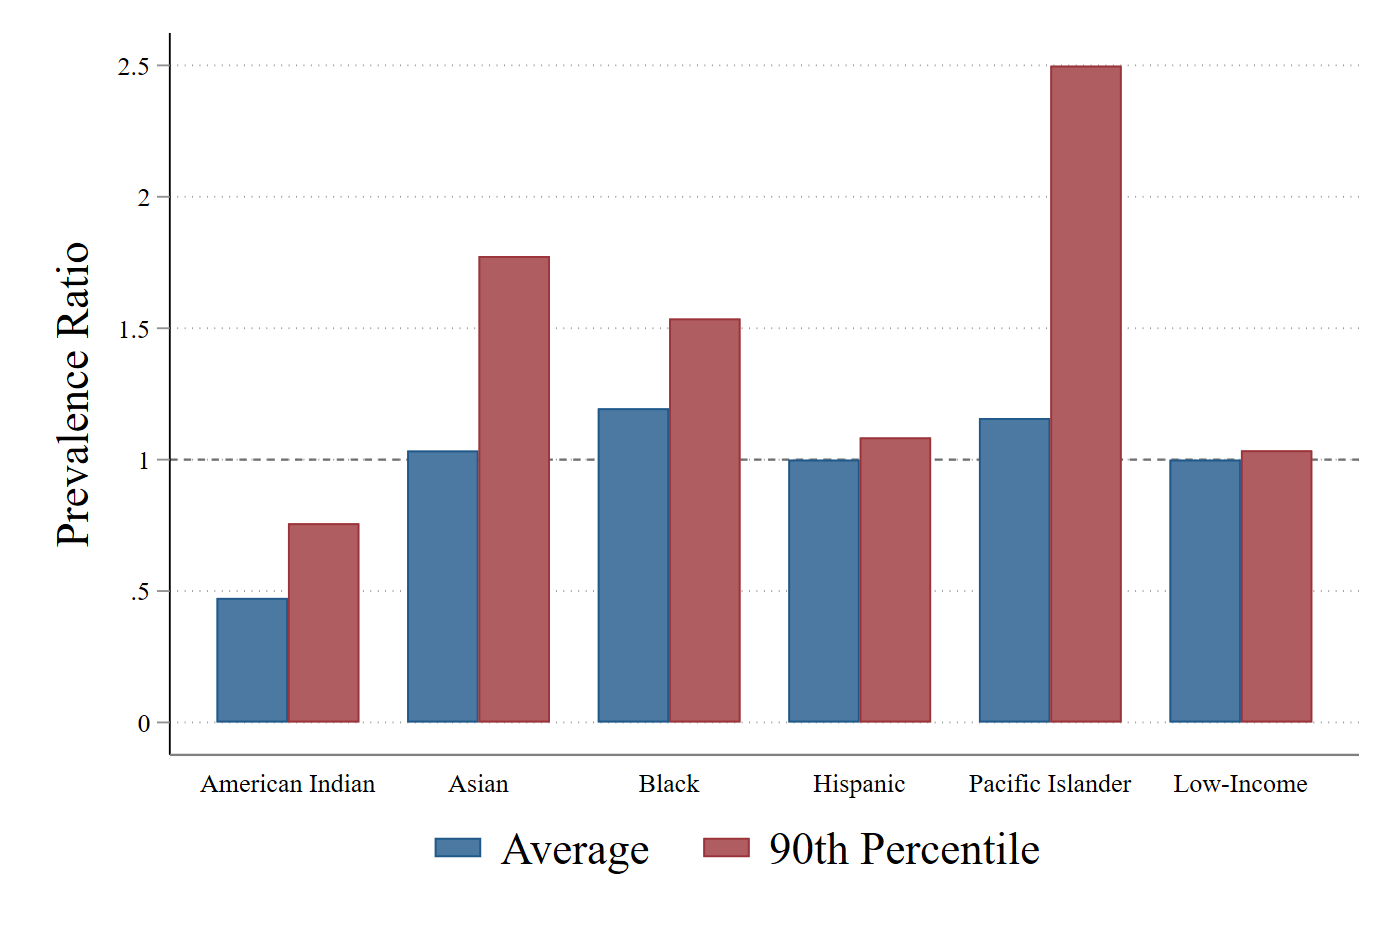 Prevalence Ratio
2.5
2
1.5
1
.5
0
American Indian Asian Black Hispanic Pacific Islander Low-Income
Average 90th Percentile